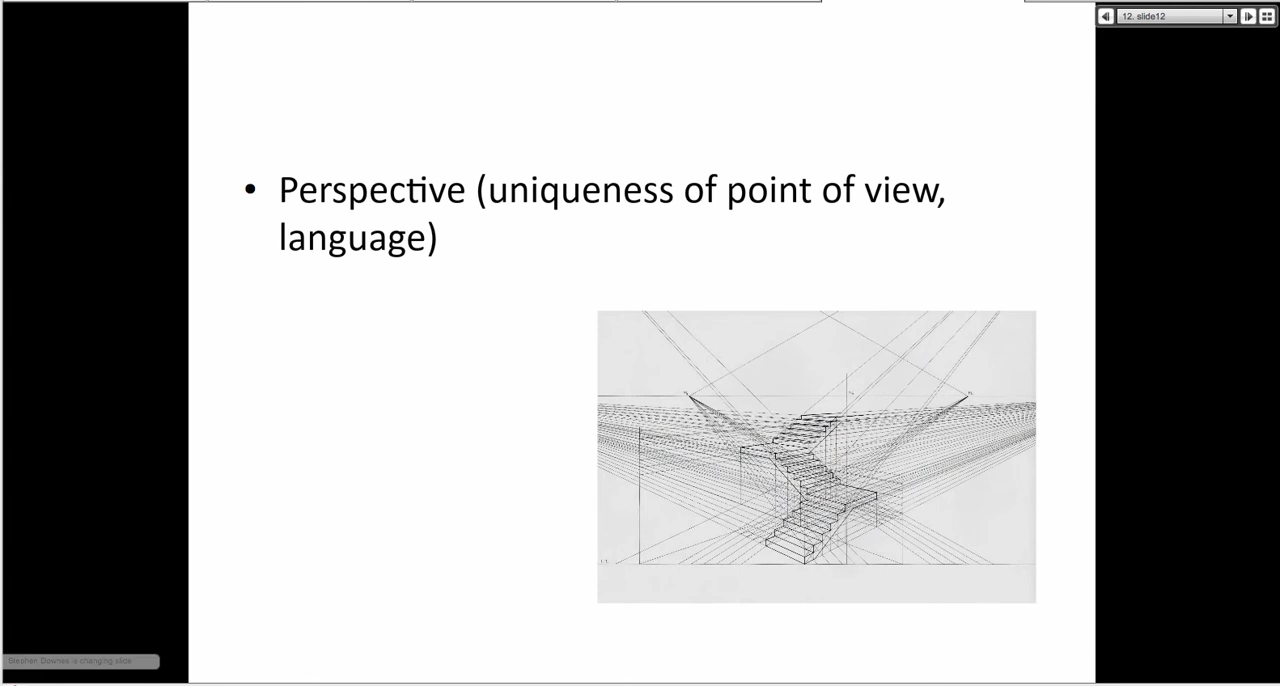 12. slide12
• Perspective (uniqueness of point of view,
language)
Stephen Downes is changing slide